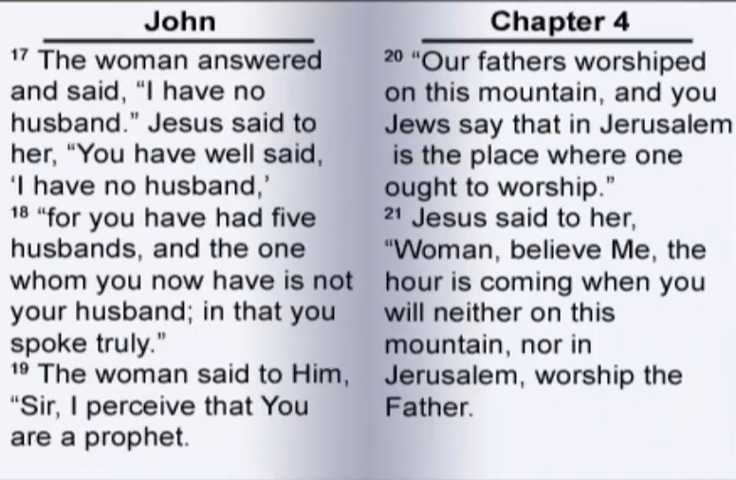 John
17 The woman answered
and said, “I have no
husband.” Jesus said to
her, “You have well said,
‘I have no husband,’
18 “for you have had five
husbands, and the one
whom you now have is not
your husband; in that you
spoke truly.”
19 The woman said to Him,
“Sir, I perceive that You
are a prophet.
Chapter 4
20 “Our fathers worshiped
on this mountain, and you
Jews say that in Jerusalem
is the place where one
ought to worship.”
21 Jesus said to her,
“Woman, believe Me, the
hour is coming when you
will neither on this
mountain, nor in
Jerusalem, worship the
Father.